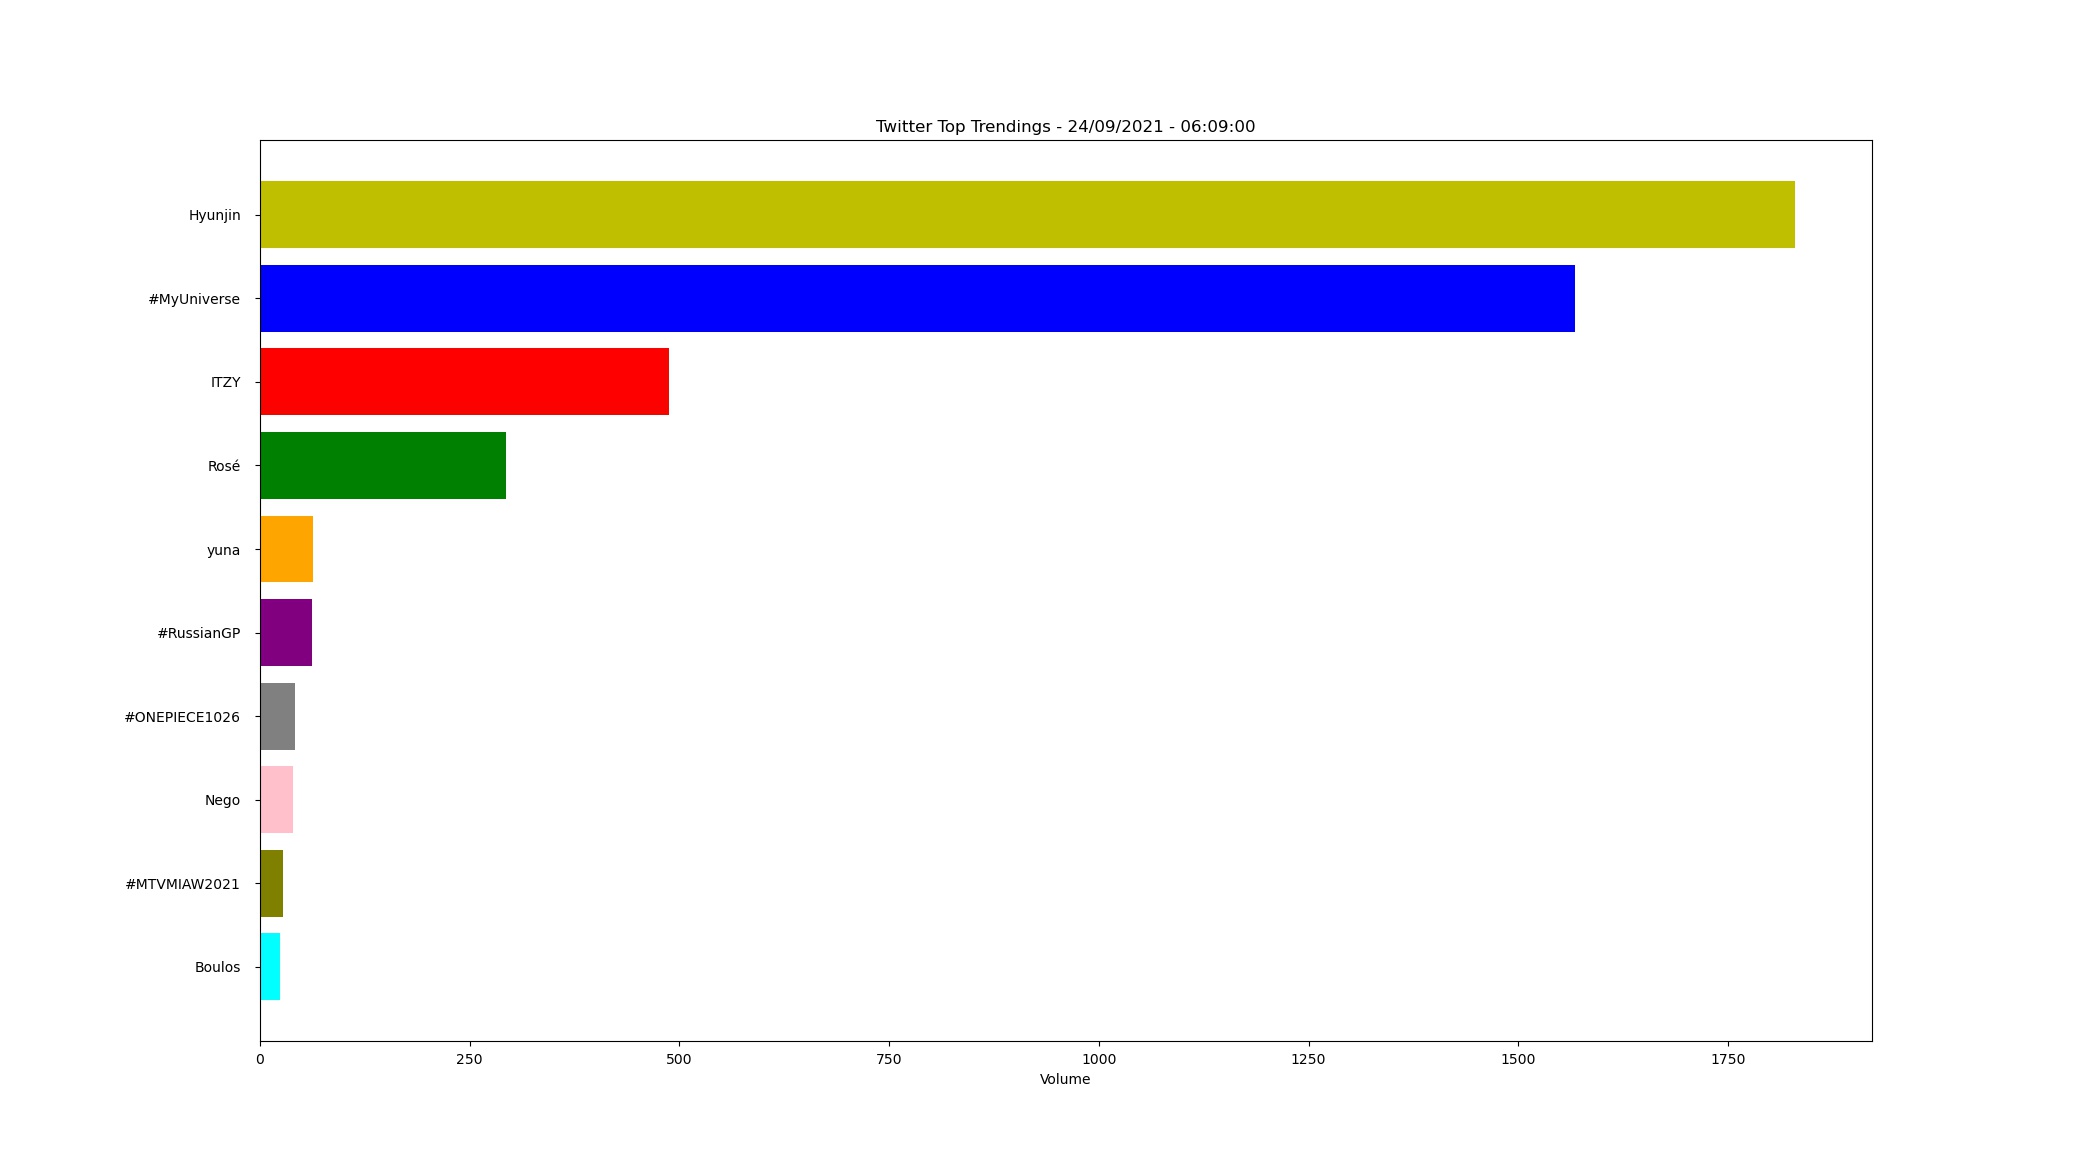 Twitter Top Trendings - 24/09/2021 - 06:09:00
Hyunjin
#MyUniverse
ITZY
Rosé
yuna
#RussianGP
#ONEPIECE1026
Nego
#MTVMIAW2021
Boulos
0 250 500 750 1000 1250 1500 1750
Volume